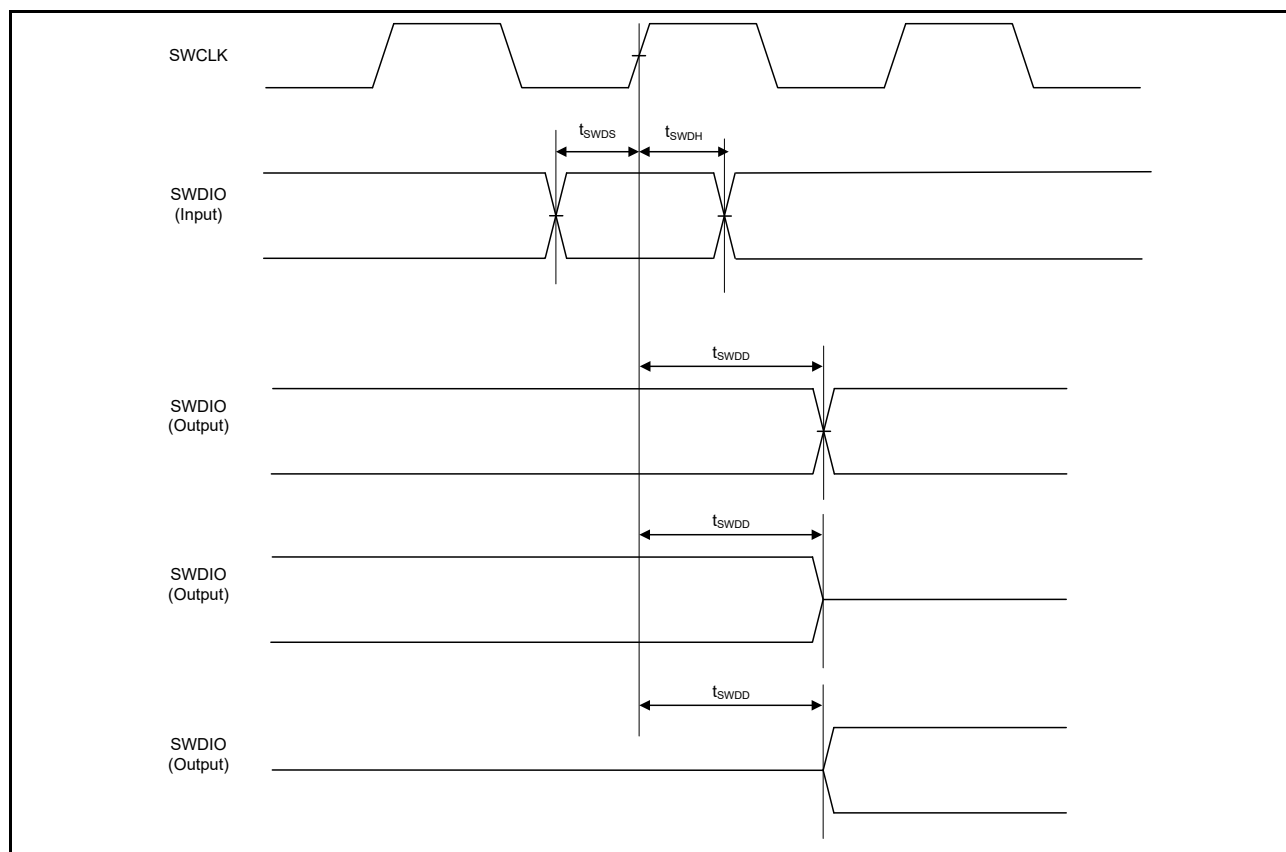 SWCLK
tSWDS
tSWDH
SWDIO
(Input)
tSWDD
SWDIO
(Output)
tSWDD
SWDIO
(Output)
tSWDD
SWDIO
(Output)